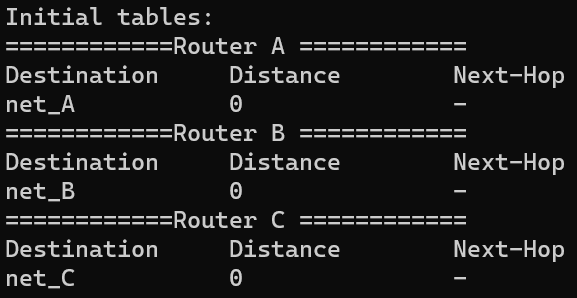 Initial tables:
============Router A ============
Destination     Distance        Next-Hop
net_A           0               -
============Router B ============
Destination     Distance        Next-Hop
net_B           0               -
============Router C ============
Destination     Distance        Next-Hop
net_C           0               -